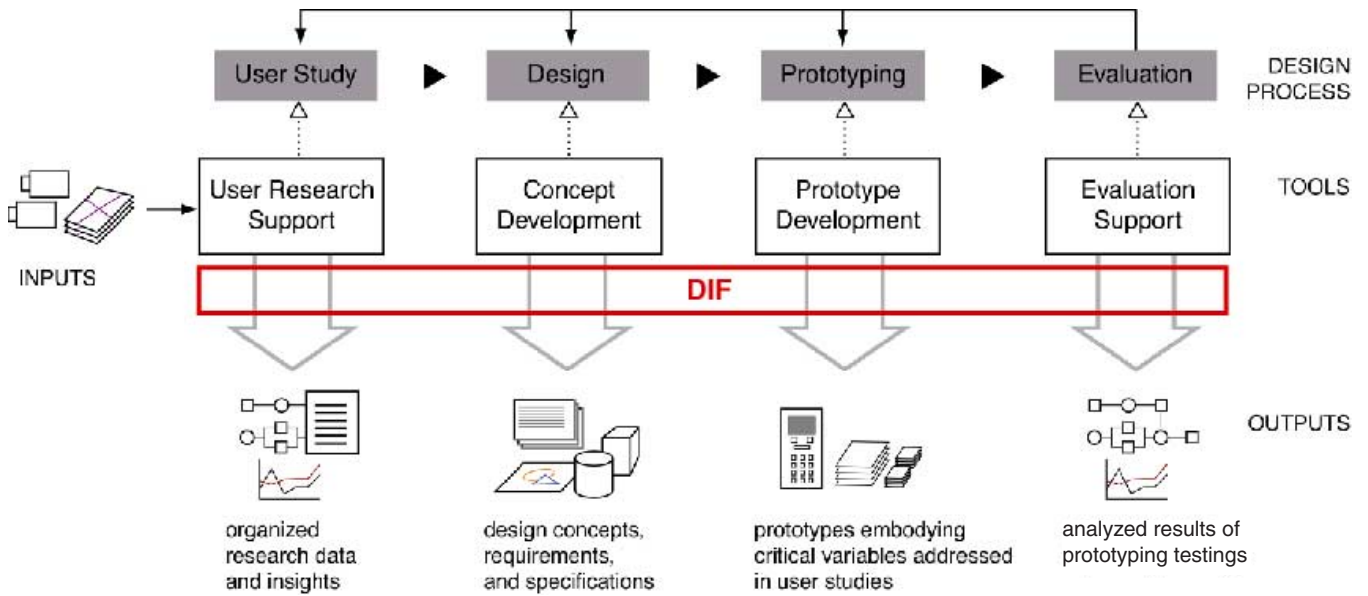 User Study
Design
Prototyping
Evaluation
DESIGN
PROCESS
User Research
Support
Concept
Development
Prototype
Development
Evaluation
Support
TOOLS
INPUTS
DIF
OUTPUTS
organized
research data
and insights
design concepts,
requirements,
and specifications
prototypes embodying
critical variables addressed
in user studies
analyzed results of
prototyping testings